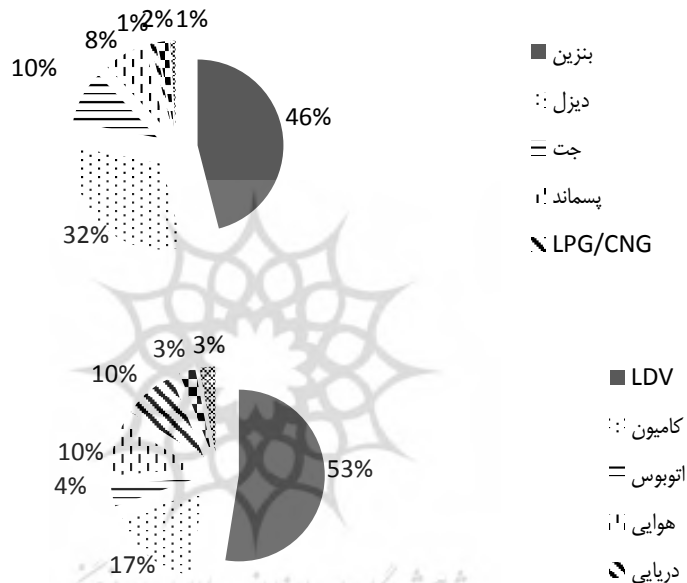 1% 2% 1%
8%
10%
46%
32%
بنزین
دیزل
جت
پسماند
LPG/CNG
3% 3%
10%
10%
4%
53%
17%
LDV
کامیون
اتوبوس
هوایی
دریایی